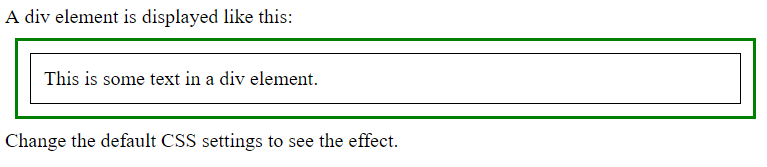 A div element is displayed like this:
This is some text in a div element.
Change the default CSS settings to see the effect.